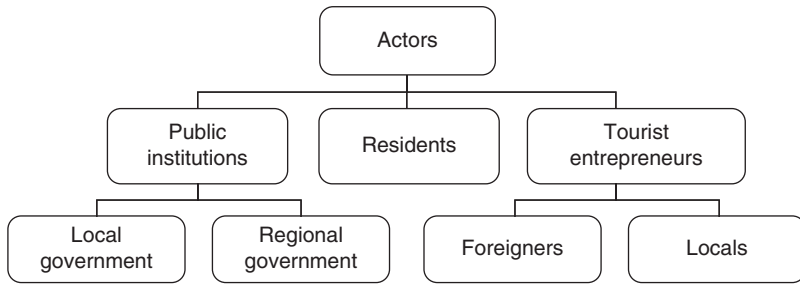 Actors
Public
institutions
Residents
Tourist
entrepreneurs
Local
government
Regional
government
Foreigners
Locals